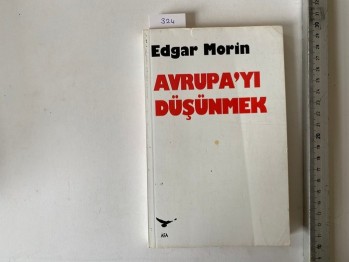 324
Edgar Morin
AVRUPA'YI
DÜŞÜNMEK
AFA